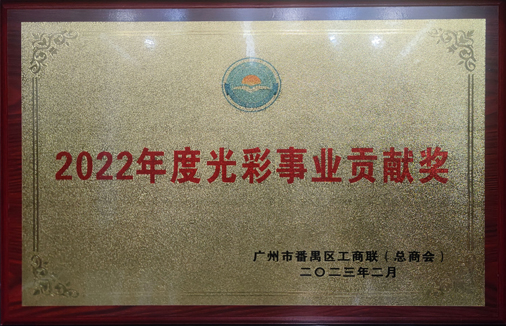 2022年度光彩事业贡献奖
广州市番禺区工商联（总商会）
二〇二三年二月